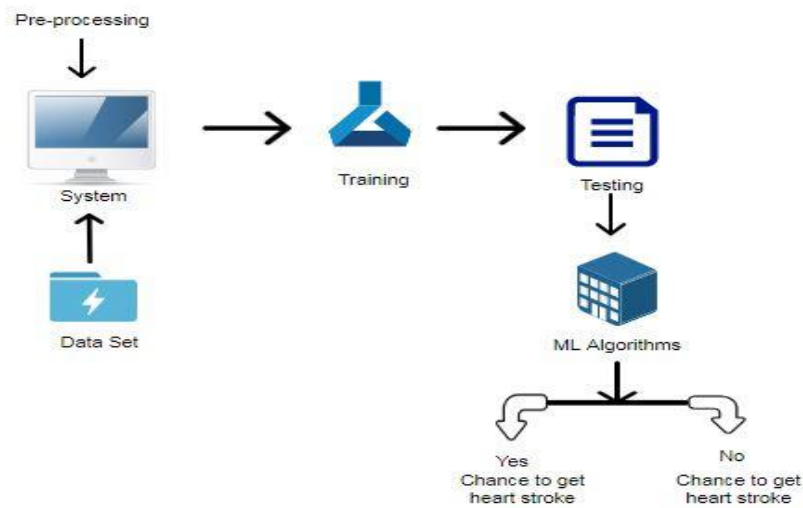 Pre-processing
System
Data Set
Training
Testing
ML Algorithms
Yes
Chance to get
heart stroke
No
Chance to get
heart stroke